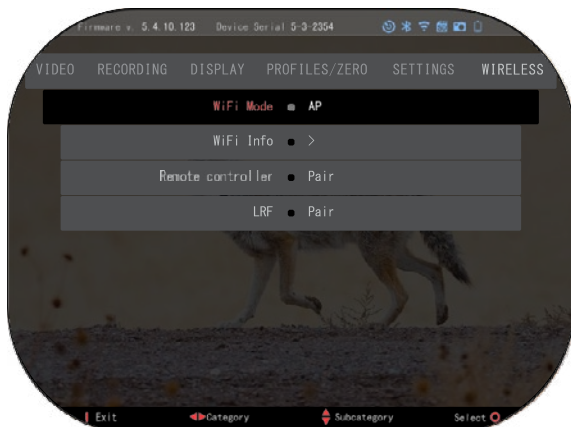 Firmware v. 5.4.10.123 Device Serial 5-3-2354
VIDEO RECORDING DISPLAY PROFILES/ZERO SETTINGS WIRELESS
WiFi Mode AP
WiFi Info >
Remote controller Pair
LRF Pair
Exit Category Subcategory Select